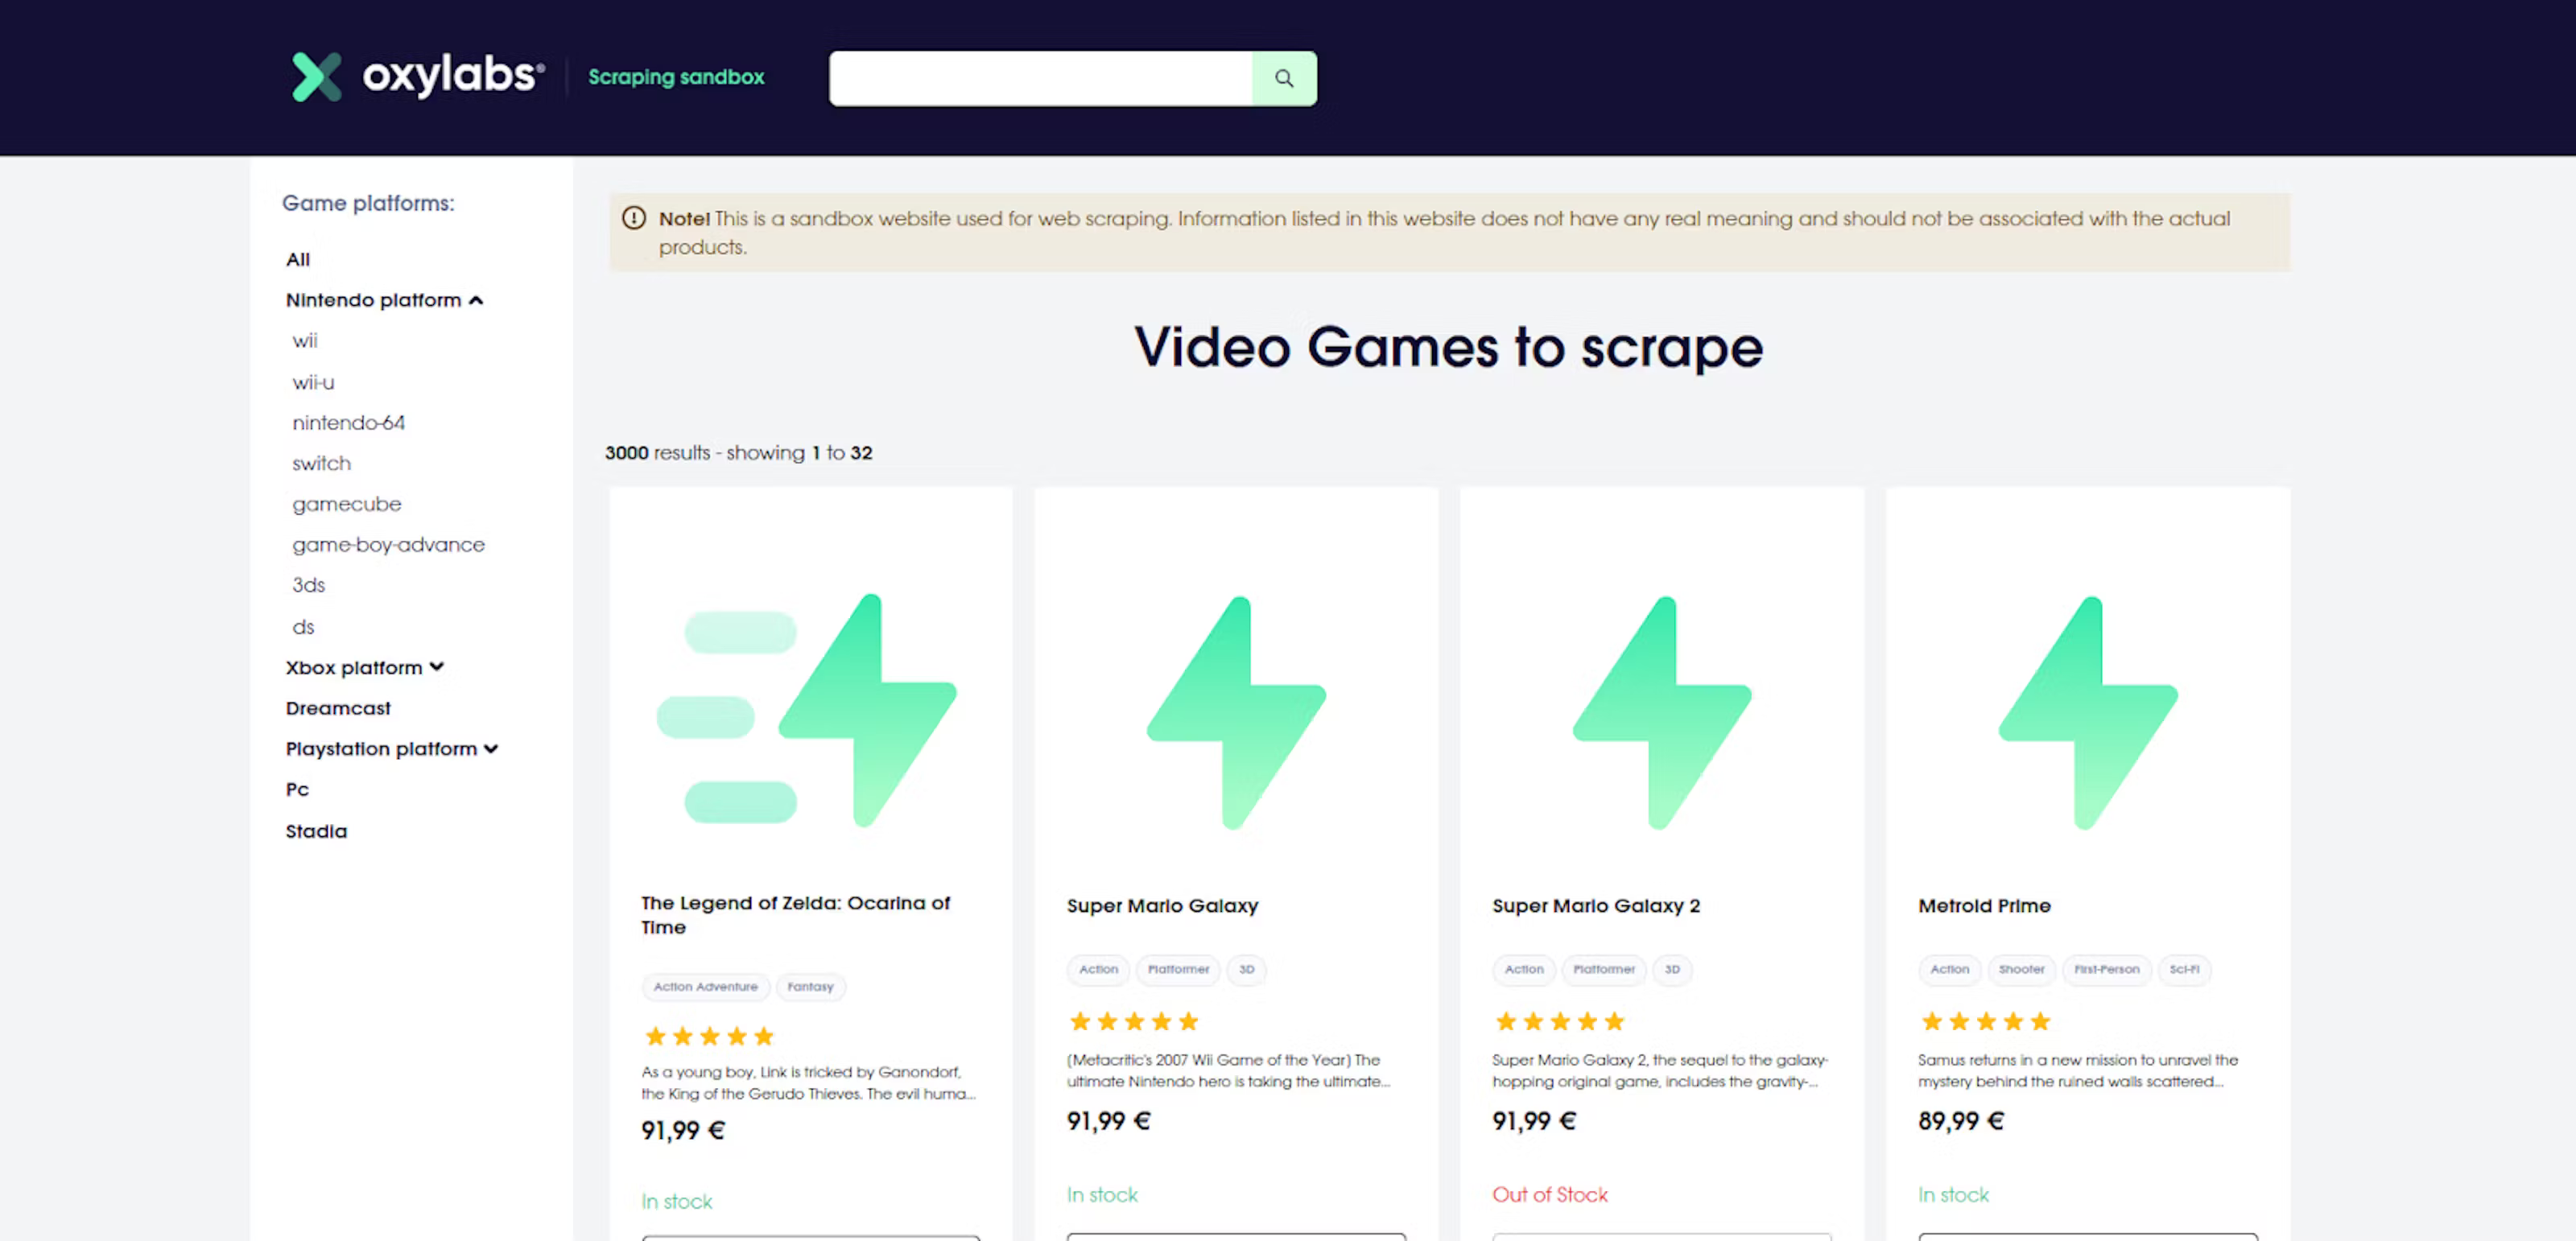 oxylabs®
Scraping sandbox
Game platforms:
All
Nintendo platform
wii
wii-u
nintendo-64
switch
gamecube
game-boy-advance
3ds
ds
Xbox platform
Dreamcast
Playstation platform
Pc
Stadia
Note! This is a sandbox website used for web scraping. Information listed in this website does not have any real meaning and should not be associated with the actual
products.
Video Games to scrape
3000 results - showing 1 to 32
The Legend of Zelda: Ocarina of
Time
Action Adventure
Fantasy
As a young boy, Link is tricked by Ganondorf,
the King of the Gerudo Thieves. The evil huma...
91,99 €
In stock
Super Mario Galaxy
Action
Platformer
3D
(Metacritic's 2007 Wii Game of the Year) The
ultimate Nintendo hero is taking the ultimate...
91,99 €
In stock
Super Mario Galaxy 2
Action
Platformer
3D
Super Mario Galaxy 2, the sequel to the galaxy-
hopping original game, includes the gravity-...
91,99 €
Out of Stock
Metroid Prime
Action
Shooter
First-Person
Sci-Fi
Samus returns in a new mission to unravel the
mystery behind the ruined walls scattered...
89,99 €
In stock